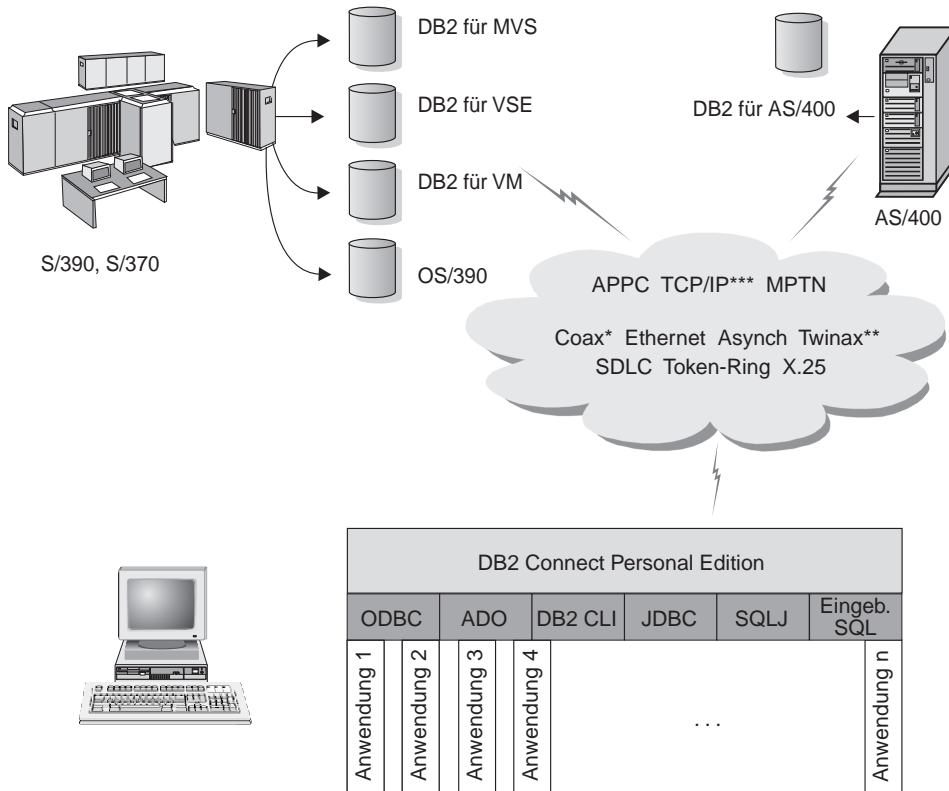 DB2 für MVS
DB2 für VSE
DB2 für VM
OS/390
S/390, S/370
DB2 für AS/400
AS/400
APPC TCP/IP*** MPTN
Coax* Ethernet Asynch Twinax**
SDLC Token-Ring X.25
DB2 Connect Personal Edition
ODBC
ADO
DB2 CLI
JDBC
SQLJ
Eingeb.
SQL
Anwendung 1
Anwendung 2
Anwendung 3
Anwendung 4
. . .
Anwendung n